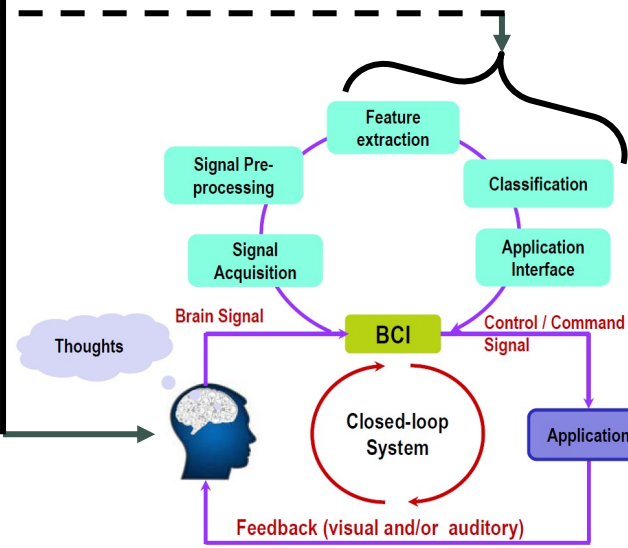 Feature
extraction
Signal Pre-
processing
Classification
Signal
Acquisition
Application
Interface
Brain Signal
BCI
Control / Command
Signal
Thoughts
Closed-loop
System
Application
Feedback (visual and/or auditory)